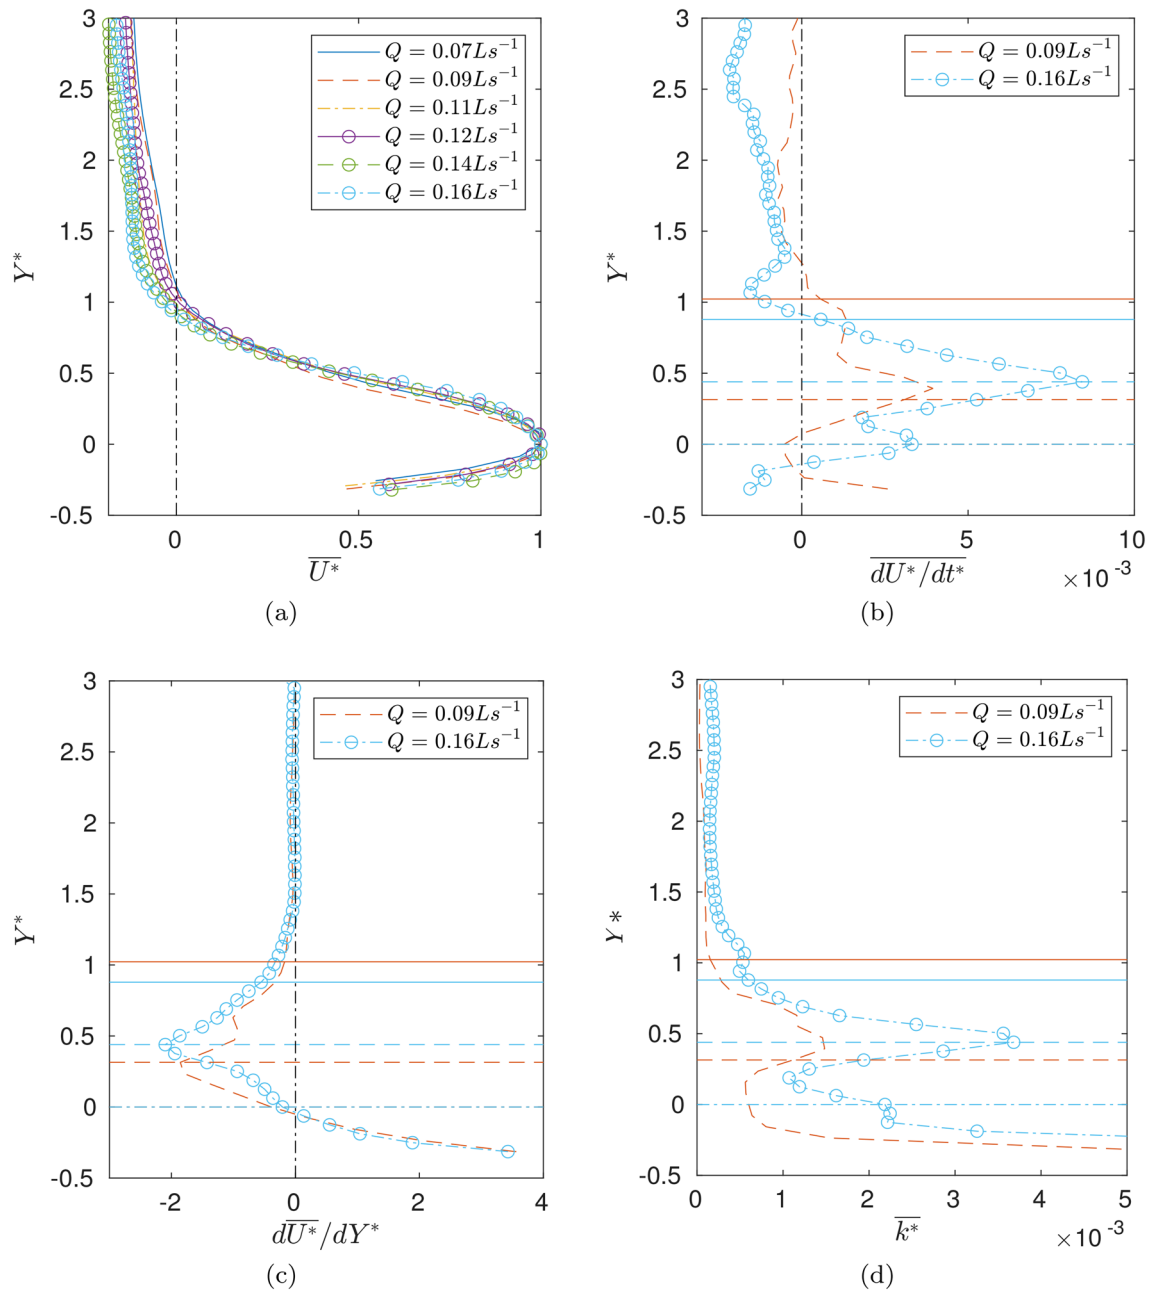 3
2.5
2
1.5
1
0.5
0
-0.5
Y*
0
0.5
1
U*
Q = 0.07Ls⁻¹
Q = 0.09Ls⁻¹
Q = 0.11Ls⁻¹
Q = 0.12Ls⁻¹
Q = 0.14Ls⁻¹
Q = 0.16Ls⁻¹
(a)
3
2.5
2
1.5
1
0.5
0
-0.5
Y*
0
5
10
×10⁻³
dU*/dt*
Q = 0.09Ls⁻¹
Q = 0.16Ls⁻¹
(b)
3
2.5
2
1.5
1
0.5
0
-0.5
Y*
-2
0
2
4
dU*/dY*
Q = 0.09Ls⁻¹
Q = 0.16Ls⁻¹
(c)
3
2.5
2
1.5
1
0.5
0
-0.5
Y*
0
1
2
3
4
5
×10⁻³
k*
Q = 0.09Ls⁻¹
Q = 0.16Ls⁻¹
(d)